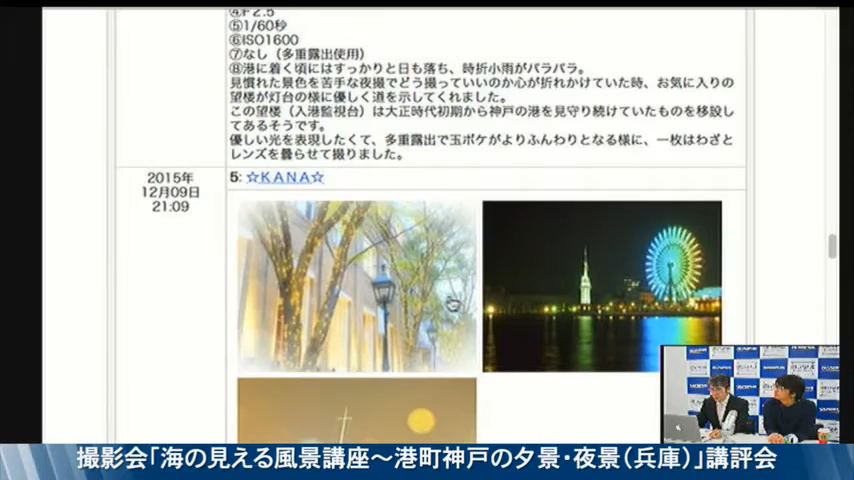 ④F2.5
⑤1/60秒
⑥ISO1600
⑦なし（多重露出使用）
⑧港に着く頃にはすっかりと日も落ち、時折小雨がパラパラ。
見慣れた景色を苦手な夜撮でどう撮っていいのか心が折れかけていた時、お気に入りの
望楼が灯台の様に優しく道を示してくれました。
この望楼（入港監視台）は大正時代初期から神戸の港を見守り続けていたものを移設し
てあるそうです。
優しい光を表現したくて、多重露出で玉ボケがよりふんわりとなる様に、一枚はわざと
レンズを曇らせて撮りました。
2015年
12月09日
21:09
5: ☆KANA☆
撮影会「海の見える風景講座～港町神戸の夕景・夜景（兵庫）」講評会